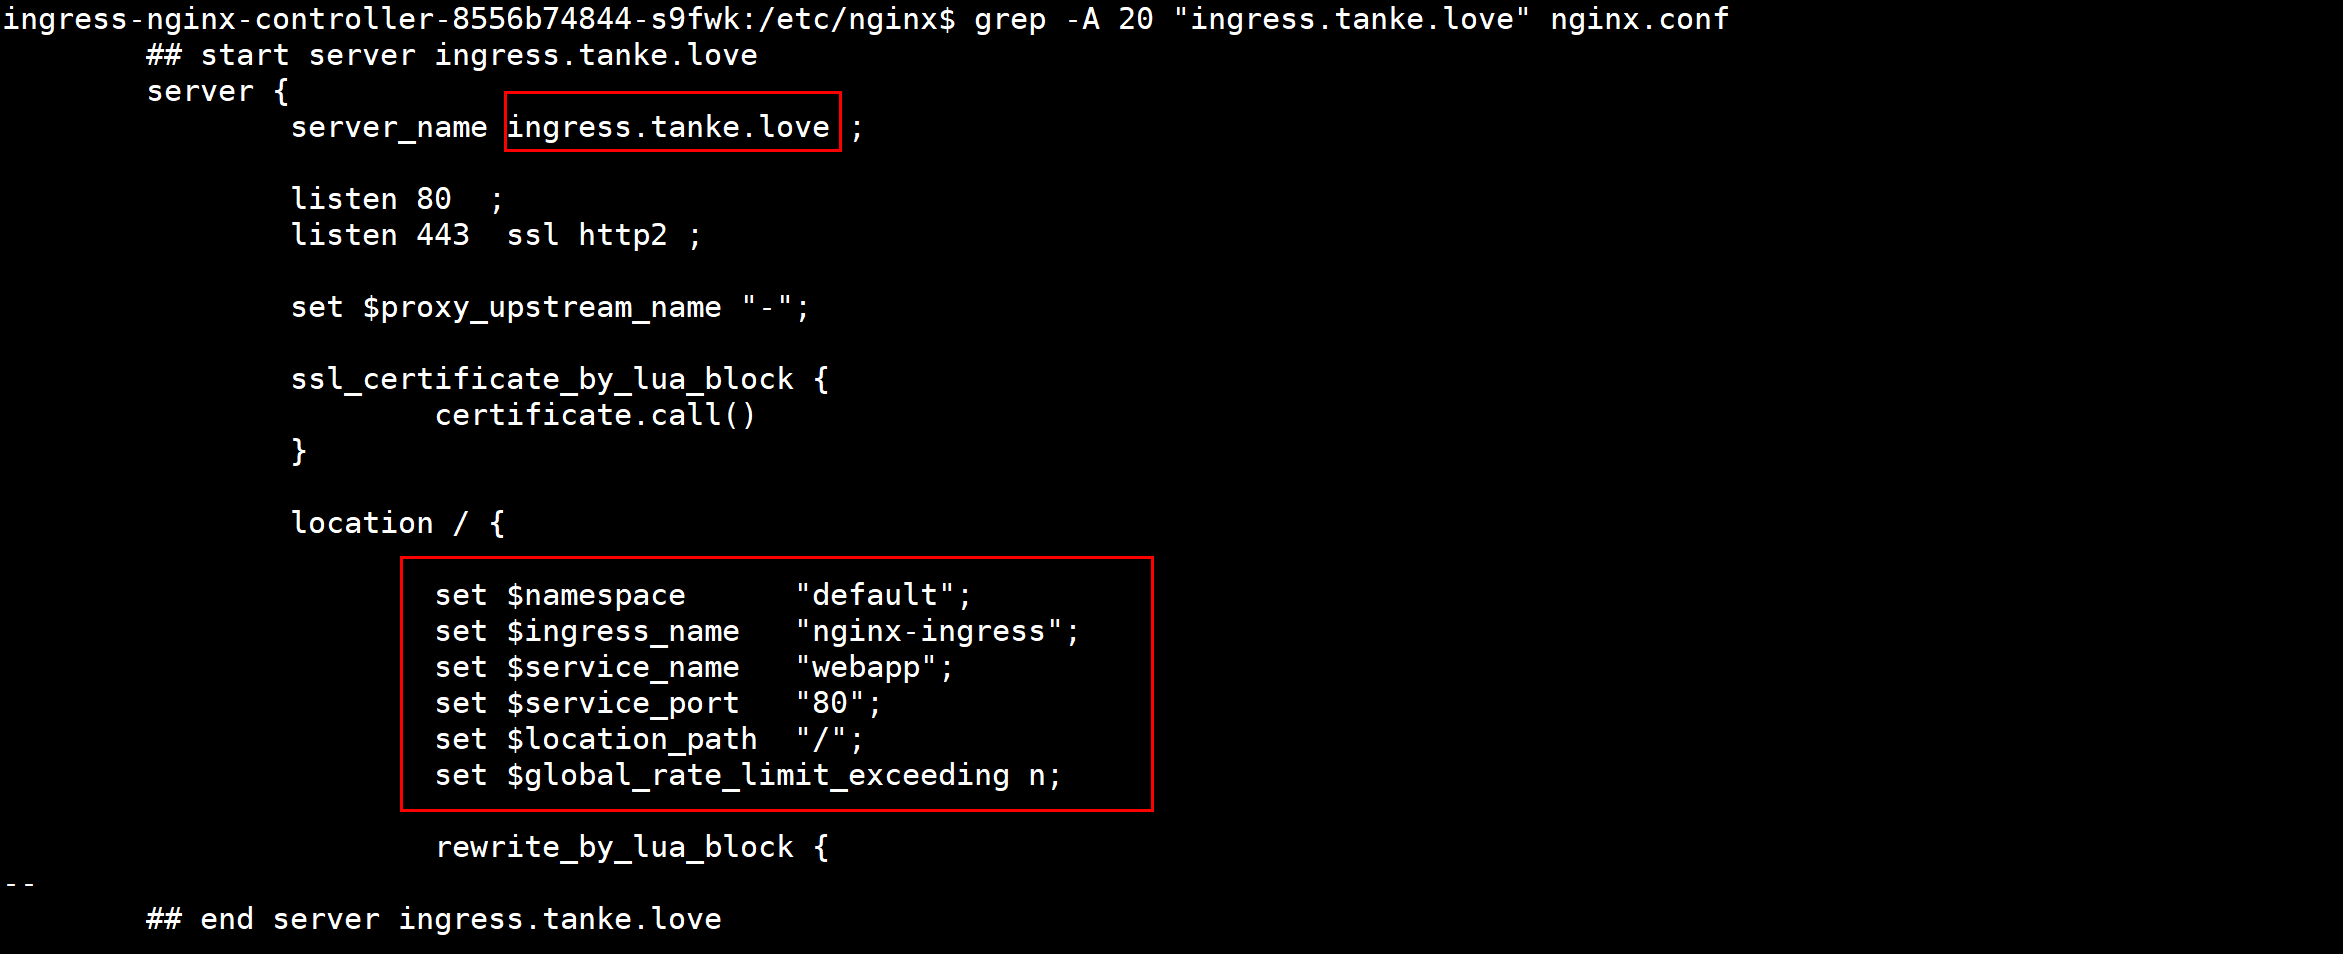 ingress-nginx-controller-8556b74844-s9fwk:/etc/nginx$ grep -A 20 "ingress.tanke.love" nginx.conf
## start server ingress.tanke.love
server {
server_name ingress.tanke.love ;
listen 80  ;
listen 443  ssl http2 ;
set $proxy_upstream_name "-";
ssl_certificate_by_lua_block {
certificate.call()
}
location / {
set $namespace      "default";
set $ingress_name   "nginx-ingress";
set $service_name   "webapp";
set $service_port   "80";
set $location_path  "/";
set $global_rate_limit_exceeding n;
rewrite_by_lua_block {
--
## end server ingress.tanke.love